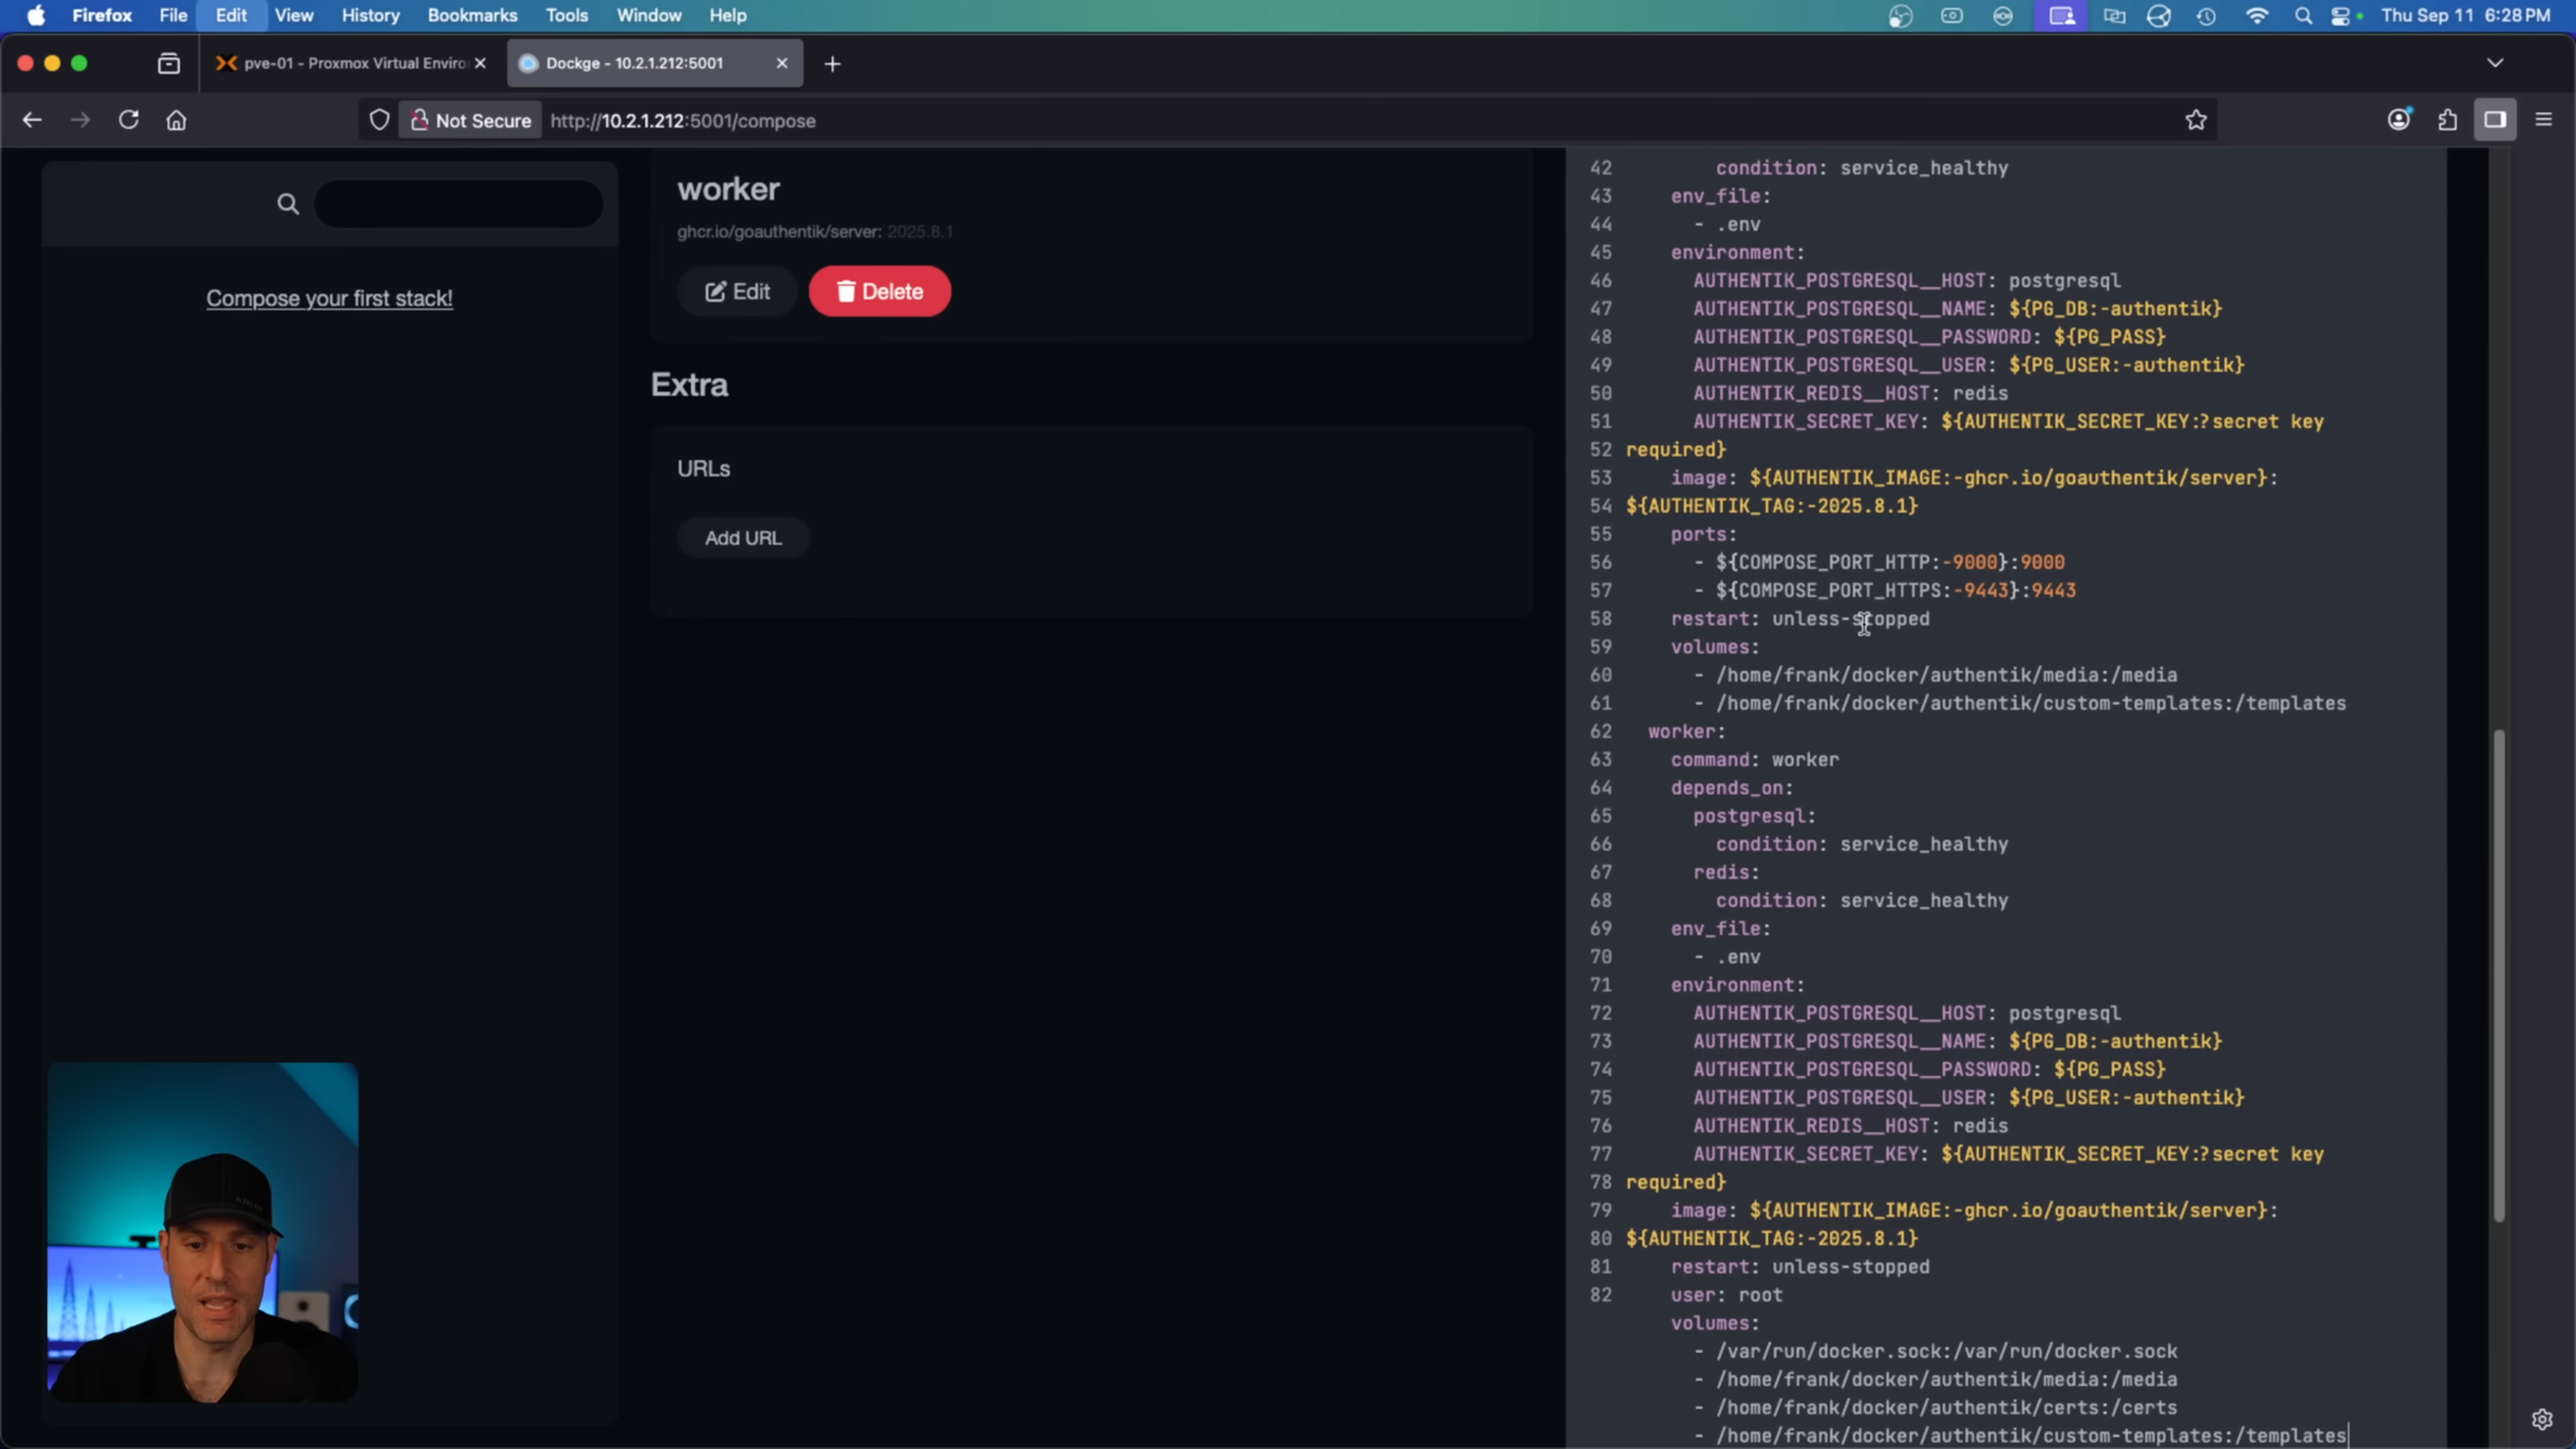 Firefox File Edit View History Bookmarks Tools Window Help Thu Sep 11 6:28 PM
pve-01 - Proxmox Virtual Enviro
Dockge - 10.2.1.212:5001
Not Secure http://10.2.1.212:5001/compose
Compose your first stack!
worker
ghcr.io/goauthentik/server: 2025.8.1
Edit Delete
Extra
URLs
Add URL
42 condition: service_healthy
43 env_file:
44 - .env
45 environment:
46 AUTHENTIK_POSTGRESQL__HOST: postgresql
47 AUTHENTIK_POSTGRESQL__NAME: ${PG_DB:-authentik}
48 AUTHENTIK_POSTGRESQL__PASSWORD: ${PG_PASS}
49 AUTHENTIK_POSTGRESQL__USER: ${PG_USER:-authentik}
50 AUTHENTIK_REDIS__HOST: redis
51 AUTHENTIK_SECRET_KEY: ${AUTHENTIK_SECRET_KEY:?secret key
52 required}
53 image: ${AUTHENTIK_IMAGE:-ghcr.io/goauthentik/server}:
54 ${AUTHENTIK_TAG:-2025.8.1}
55 ports:
56 - ${COMPOSE_PORT_HTTP:-9000}:9000
57 - ${COMPOSE_PORT_HTTPS:-9443}:9443
58 restart: unless-stopped
59 volumes:
60 - /home/frank/docker/authentik/media:/media
61 - /home/frank/docker/authentik/custom-templates:/templates
62 worker:
63 command: worker
64 depends_on:
65 postgresql:
66 condition: service_healthy
67 redis:
68 condition: service_healthy
69 env_file:
70 - .env
71 environment:
72 AUTHENTIK_POSTGRESQL__HOST: postgresql
73 AUTHENTIK_POSTGRESQL__NAME: ${PG_DB:-authentik}
74 AUTHENTIK_POSTGRESQL__PASSWORD: ${PG_PASS}
75 AUTHENTIK_POSTGRESQL__USER: ${PG_USER:-authentik}
76 AUTHENTIK_REDIS__HOST: redis
77 AUTHENTIK_SECRET_KEY: ${AUTHENTIK_SECRET_KEY:?secret key
78 required}
79 image: ${AUTHENTIK_IMAGE:-ghcr.io/goauthentik/server}:
80 ${AUTHENTIK_TAG:-2025.8.1}
81 restart: unless-stopped
82 user: root
volumes:
- /var/run/docker.sock:/var/run/docker.sock
- /home/frank/docker/authentik/media:/media
- /home/frank/docker/authentik/certs:/certs
- /home/frank/docker/authentik/custom-templates:/templates